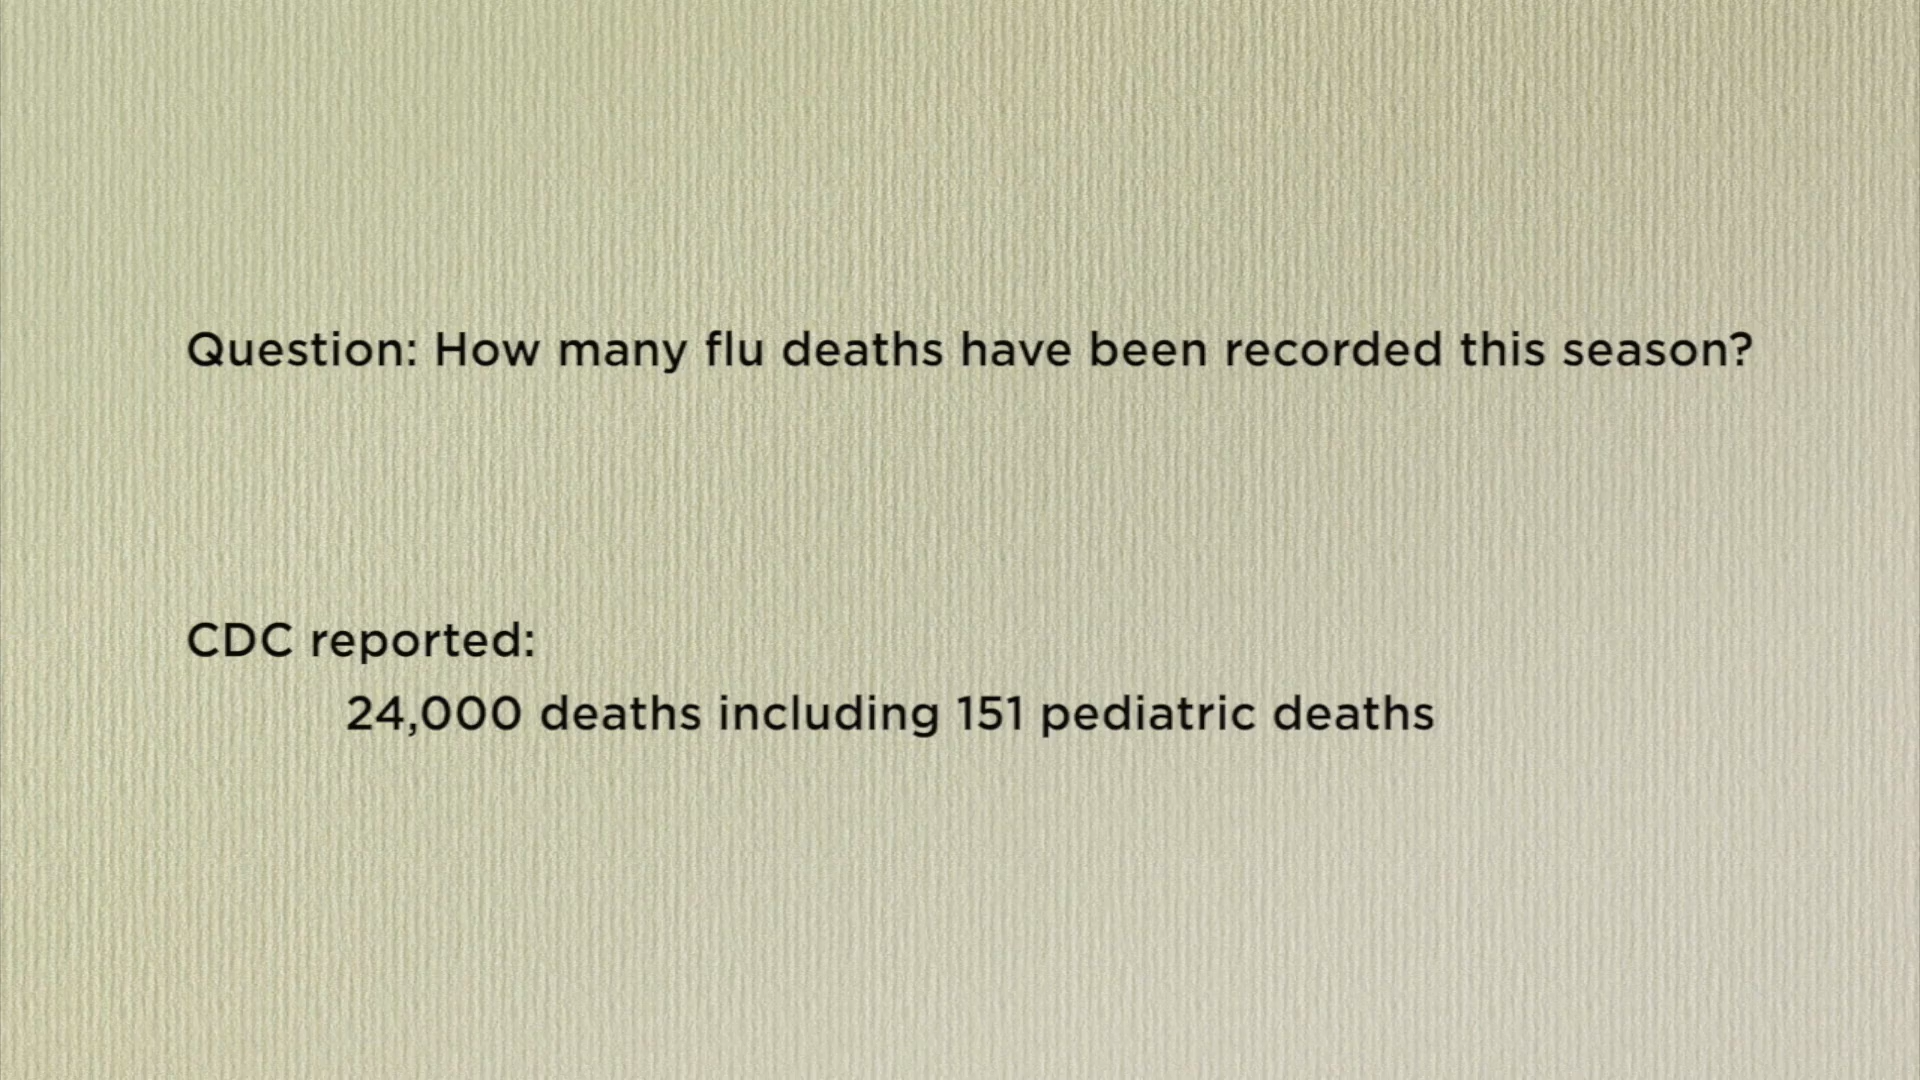 Question: How many flu deaths have been recorded this season?
CDC reported:
24,000 deaths including 151 pediatric deaths